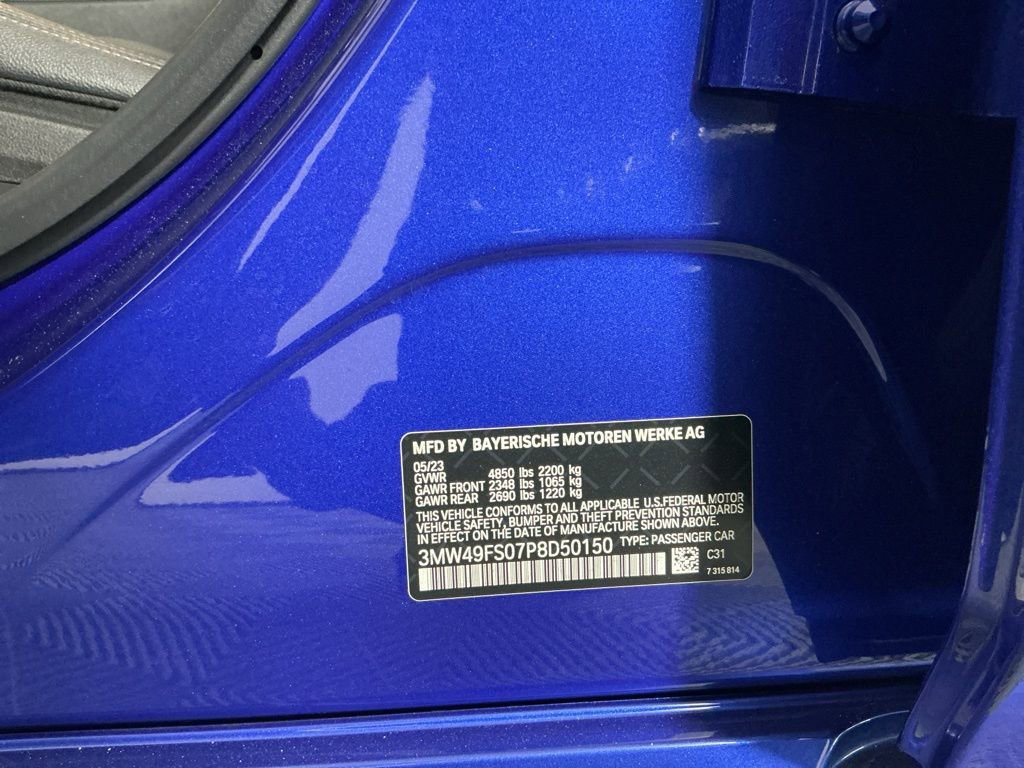 MFD BY BAYERISCHE MOTOREN WERKE AG
05/23
GVWR 4850 lbs 2200 kg
GAWR FRONT 2348 lbs 1065 kg
GAWR REAR 2690 lbs 1220 kg
THIS VEHICLE CONFORMS TO ALL APPLICABLE U.S.FEDERAL MOTOR
VEHICLE SAFETY, BUMPER AND THEFT PREVENTION STANDARDS
IN EFFECT ON THE DATE OF MANUFACTURE SHOWN ABOVE.
3MW49FS07P8D50150 TYPE: PASSENGER CAR
C31
7 315 814